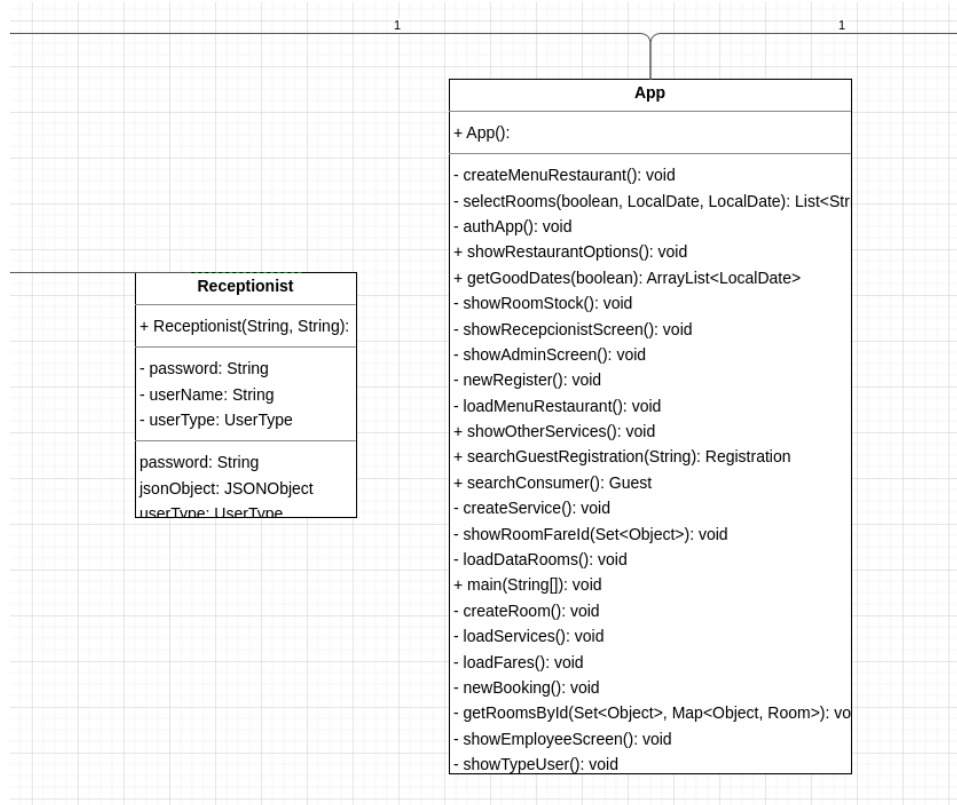 1
1
App
+ App():
- createMenuRestaurant(): void
- selectRooms(boolean, LocalDate, LocalDate): List<Str
- authApp(): void
+ showRestaurantOptions(): void
+ getGoodDates(boolean): ArrayList<LocalDate>
- showRoomStock(): void
- showRecepcionistScreen(): void
- showAdminScreen(): void
- newRegister(): void
- loadMenuRestaurant(): void
+ showOtherServices(): void
+ searchGuestRegistration(String): Registration
+ searchConsumer(): Guest
- createService(): void
- showRoomFareId(Set<Object>): void
- loadDataRooms(): void
+ main(String[]): void
- createRoom(): void
- loadServices(): void
- loadFares(): void
- newBooking(): void
- getRoomsById(Set<Object>, Map<Object, Room>): vo
- showEmployeeScreen(): void
- showTypeUser(): void
Receptionist
+ Receptionist(String, String):
- password: String
- userName: String
- userType: UserType
password: String
jsonObject: JSONObject
userType: UserType